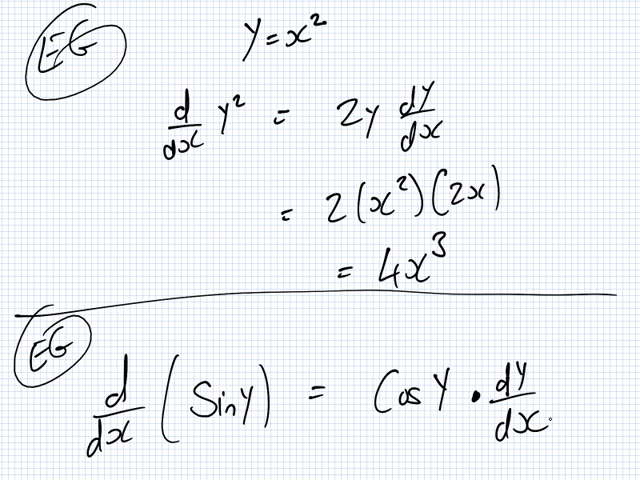 EG y = x²
d/dx y² = 2y dy/dx
= 2(x²)(2x)
= 4x³
EG
d/dx (Sin y) = Cos y · dy/dx